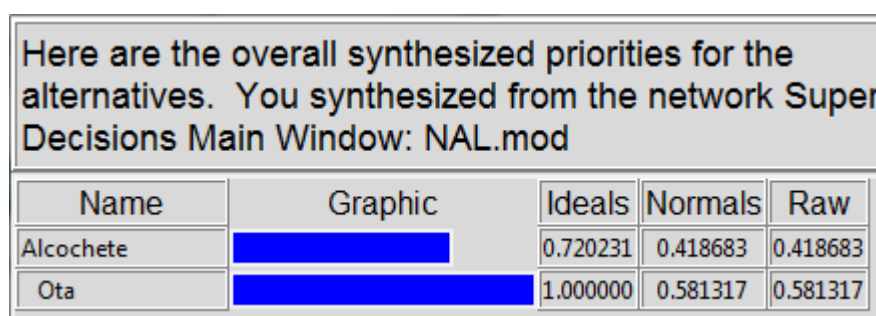 Here are the overall synthesized priorities for the
alternatives.  You synthesized from the network Super
Decisions Main Window: NAL.mod
Name Graphic Ideals Normals Raw
Alcochete 0.720231 0.418683 0.418683
Ota 1.000000 0.581317 0.581317